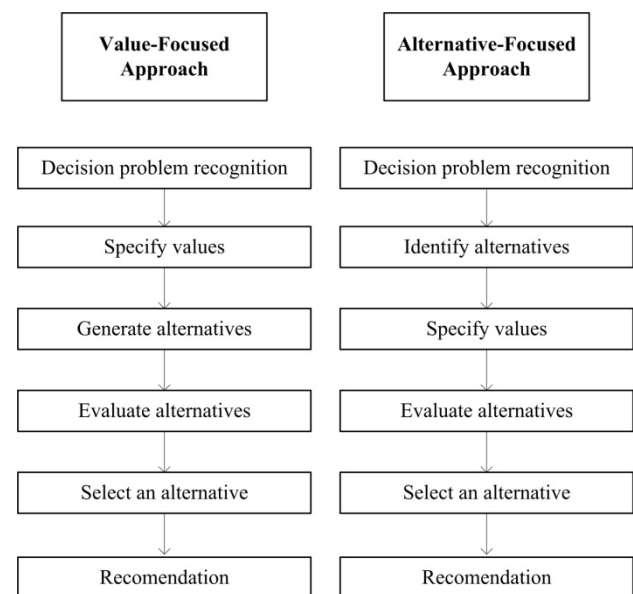 Value-Focused
Approach
Decision problem recognition
Specify values
Generate alternatives
Evaluate alternatives
Select an alternative
Recomendation
Alternative-Focused
Approach
Decision problem recognition
Identify alternatives
Specify values
Evaluate alternatives
Select an alternative
Recomendation